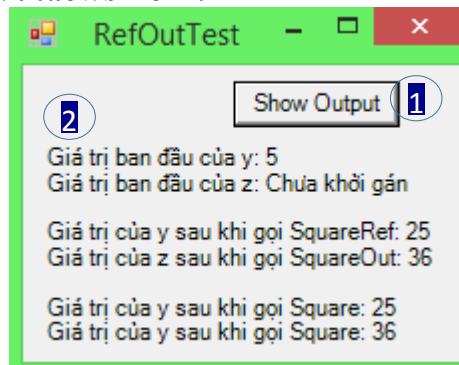 RefOutTest
Show Output
1
2
Giá trị ban đầu của y: 5
Giá trị ban đầu của z: Chưa khởi gán
Giá trị của y sau khi gọi SquareRef: 25
Giá trị của z sau khi gọi SquareOut: 36
Giá trị của y sau khi gọi Square: 25
Giá trị của y sau khi gọi Square: 36